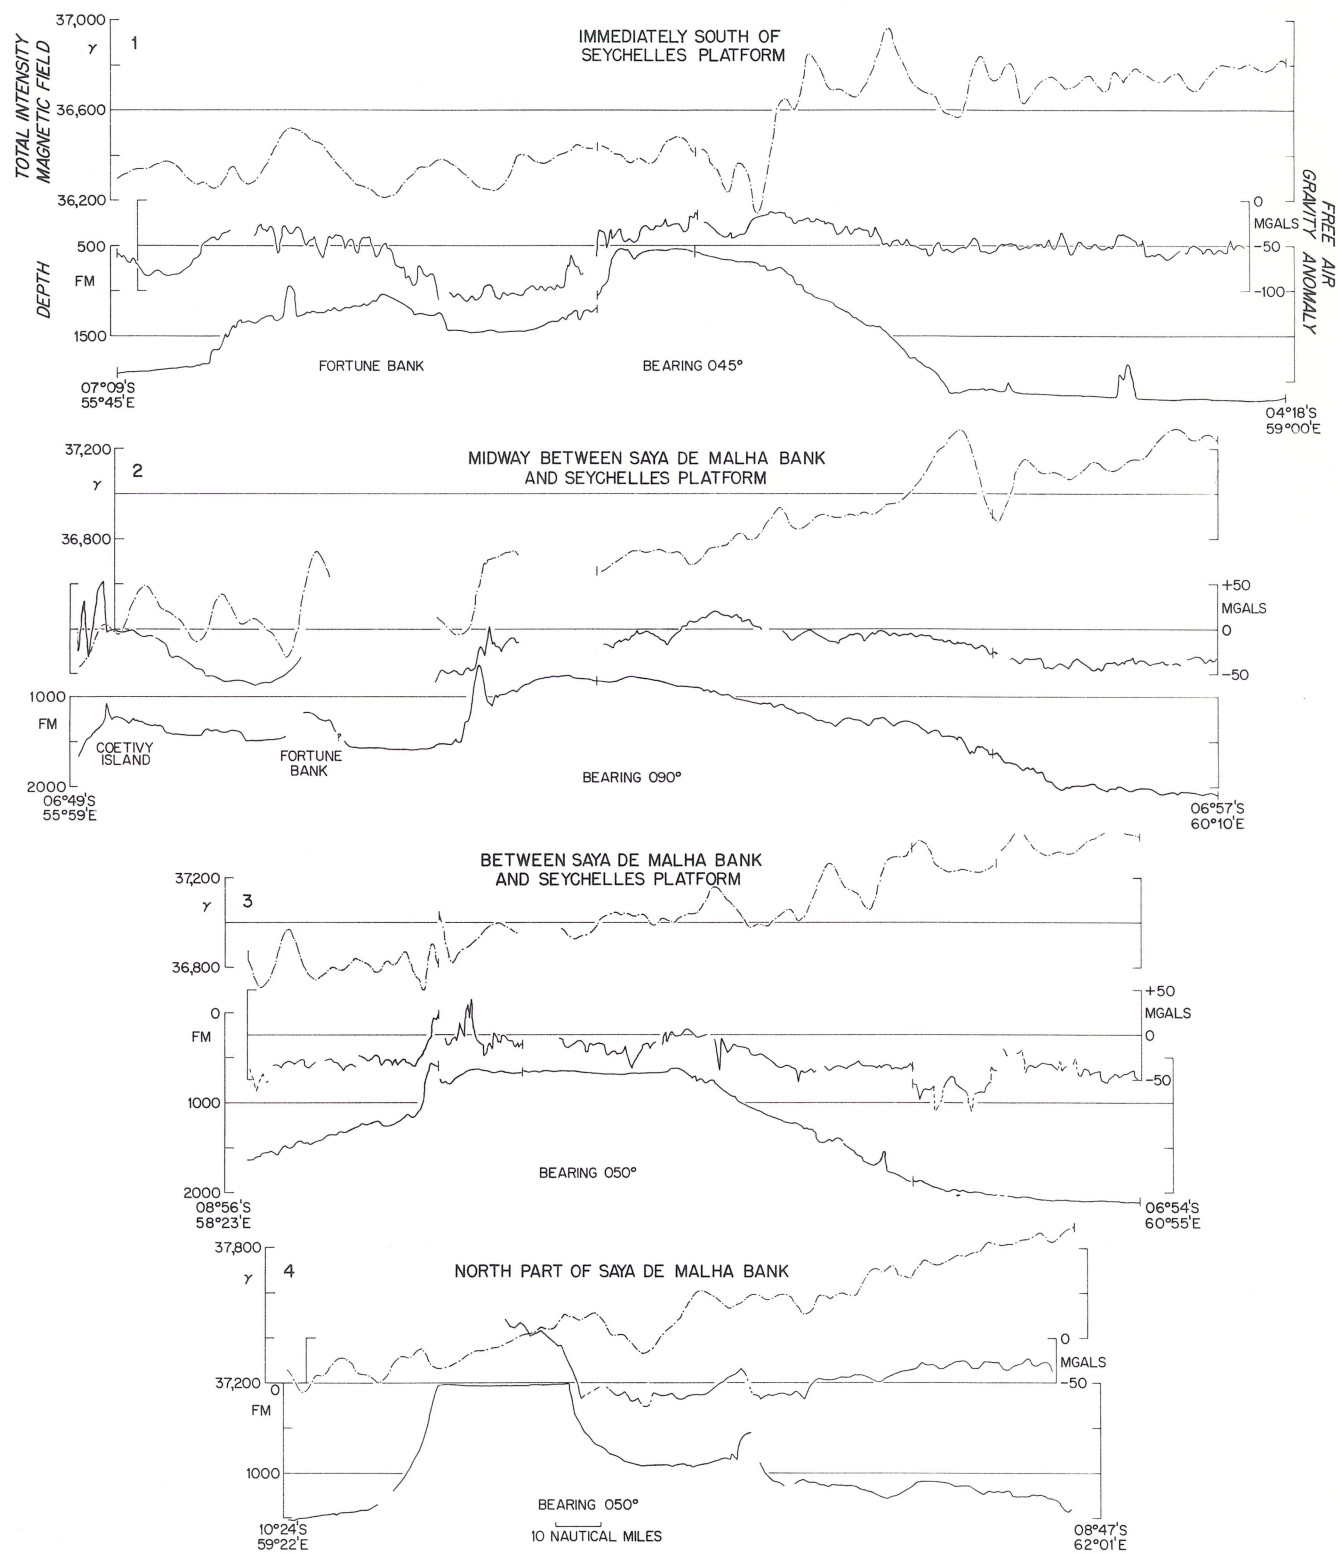 37,000
γ
1
TOTAL INTENSITY
MAGNETIC FIELD
IMMEDIATELY SOUTH OF
SEYCHELLES PLATFORM
36,600
36,200
0
MGALS
FREE AIR
GRAVITY ANOMALY
500
-50
FM
DEPTH
-100
1500
FORTUNE BANK
BEARING 045°
07°09'S
55°45'E
04°18'S
59°00'E
37,200
γ
2
MIDWAY BETWEEN SAYA DE MALHA BANK
AND SEYCHELLES PLATFORM
36,800
+50
MGALS
0
-50
1000
FM
COETIVY
ISLAND
FORTUNE
BANK
BEARING 090°
2000
06°49'S
55°59'E
06°57'S
60°10'E
BETWEEN SAYA DE MALHA BANK
AND SEYCHELLES PLATFORM
37,200
γ
3
36,800
+50
0
MGALS
FM
0
-50
1000
BEARING 050°
2000
08°56'S
58°23'E
06°54'S
60°55'E
37,800
γ
4
NORTH PART OF SAYA DE MALHA BANK
0
MGALS
37,200
-50
0
FM
1000
BEARING 050°
10 NAUTICAL MILES
10°24'S
59°22'E
08°47'S
62°01'E